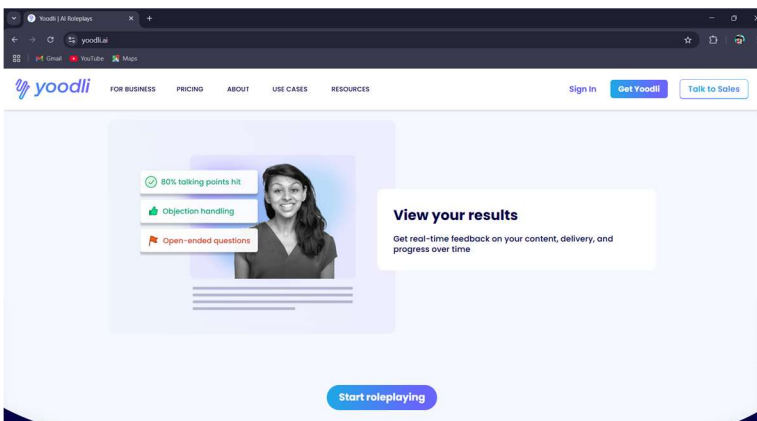 Yoodli | AI Roleplays
yoodli.ai
Gmail YouTube Maps
yoodli FOR BUSINESS PRICING ABOUT USE CASES RESOURCES Sign In Get Yoodli Talk to Sales
80% talking points hit
Objection handling
Open-ended questions
View your results
Get real-time feedback on your content, delivery, and
progress over time
Start roleplaying